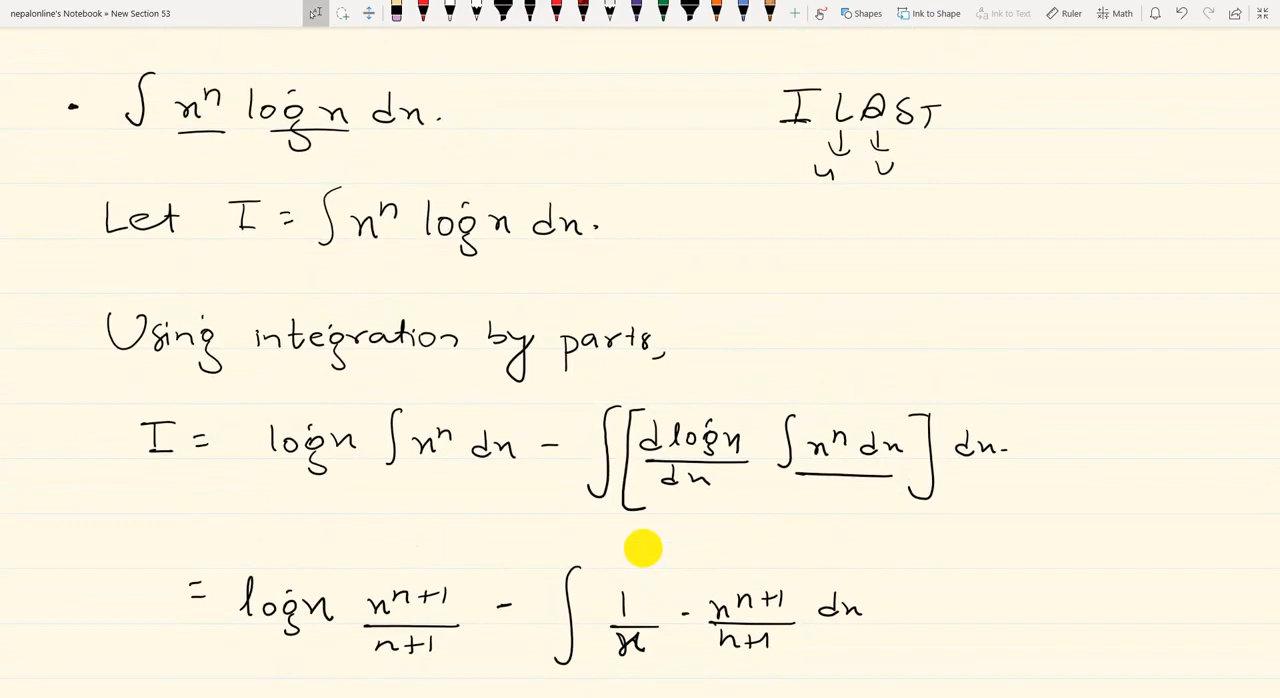 nepalonline's Notebook » New Section 53
Shapes Ink to Shape Ink to Text Ruler Math
• ∫ xⁿ log x dx.
I L A S T
↓ ↓
u v
Let I = ∫ xⁿ log x dx.
Using integration by parts,
I = log x ∫ xⁿ dx - ∫ [ d log x / dx ∫ xⁿ dx ] dx.
= log x xⁿ⁺¹ / n+1 - ∫ 1 / x · xⁿ⁺¹ / n+1 dx